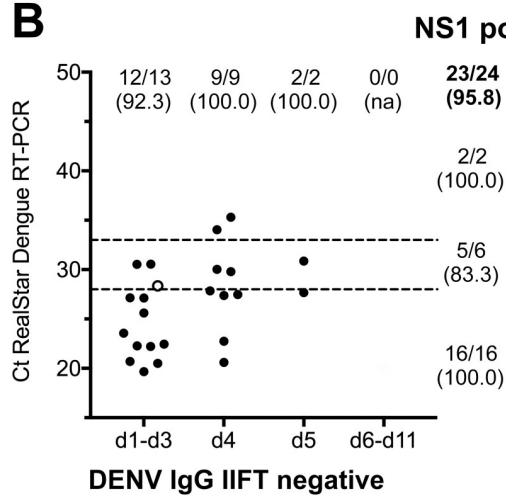 B
NS1 po
50
12/13
9/9
2/2
0/0
23/24
(92.3)
(100.0)
(100.0)
(na)
(95.8)
Ct RealStar Dengue RT-PCR
40
2/2
(100.0)
30
5/6
(83.3)
20
16/16
(100.0)
d1-d3
d4
d5
d6-d11
DENV IgG IIFT negative